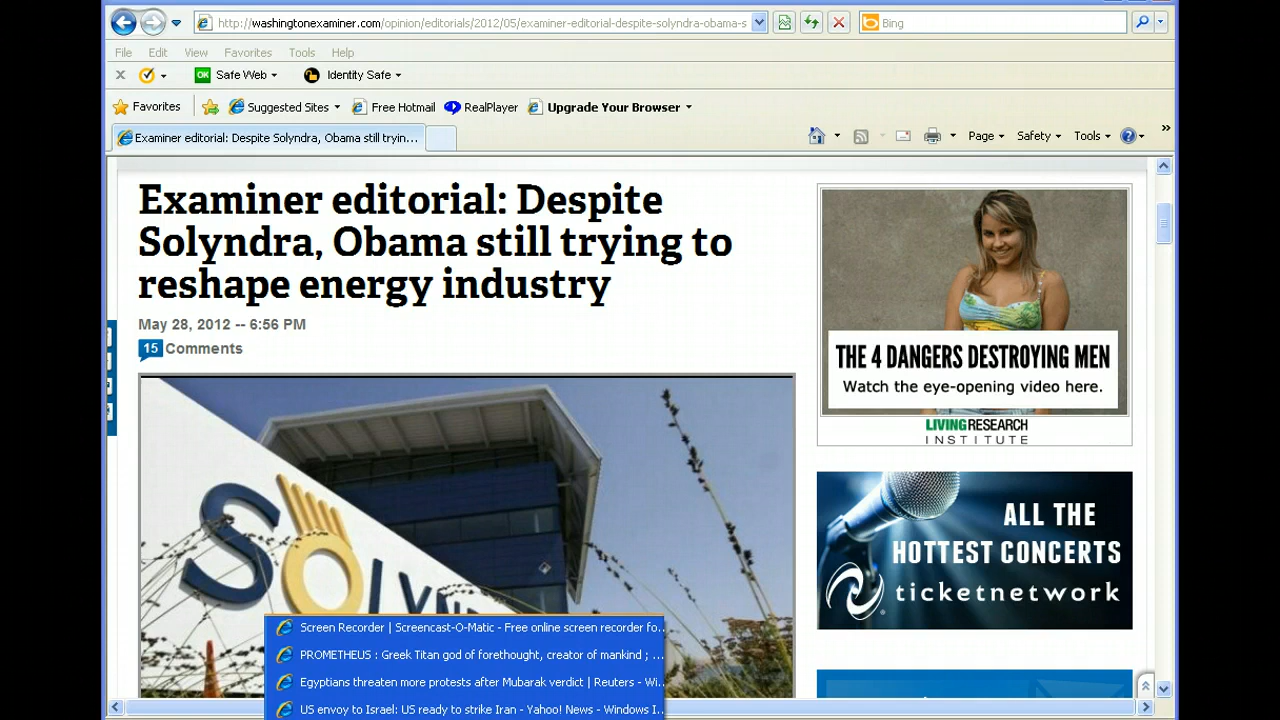 http://washingtonexaminer.com/opinion/editorials/2012/05/examiner-editorial-despite-solyndra-obama-s
Bing
File Edit View Favorites Tools Help
Safe Web
Identity Safe
OK
Favorites
Suggested Sites
Free Hotmail
RealPlayer
Upgrade Your Browser
Examiner editorial: Despite Solyndra, Obama still tryin...
Page
Safety
Tools
Examiner editorial: Despite
Solyndra, Obama still trying to
reshape energy industry
May 28, 2012 -- 6:56 PM
15 Comments
SOLYND
THE 4 DANGERS DESTROYING MEN
Watch the eye-opening video here.
LIVINGRESEARCH
INSTITUTE
ALL THE
HOTTEST CONCERTS
ticketnetwork
Screen Recorder | Screencast-O-Matic - Free online screen recorder fo...
PROMETHEUS : Greek Titan god of forethought, creator of mankind ; ...
Egyptians threaten more protests after Mubarak verdict | Reuters - Wi...
US envoy to Israel: US ready to strike Iran - Yahoo! News - Windows I...